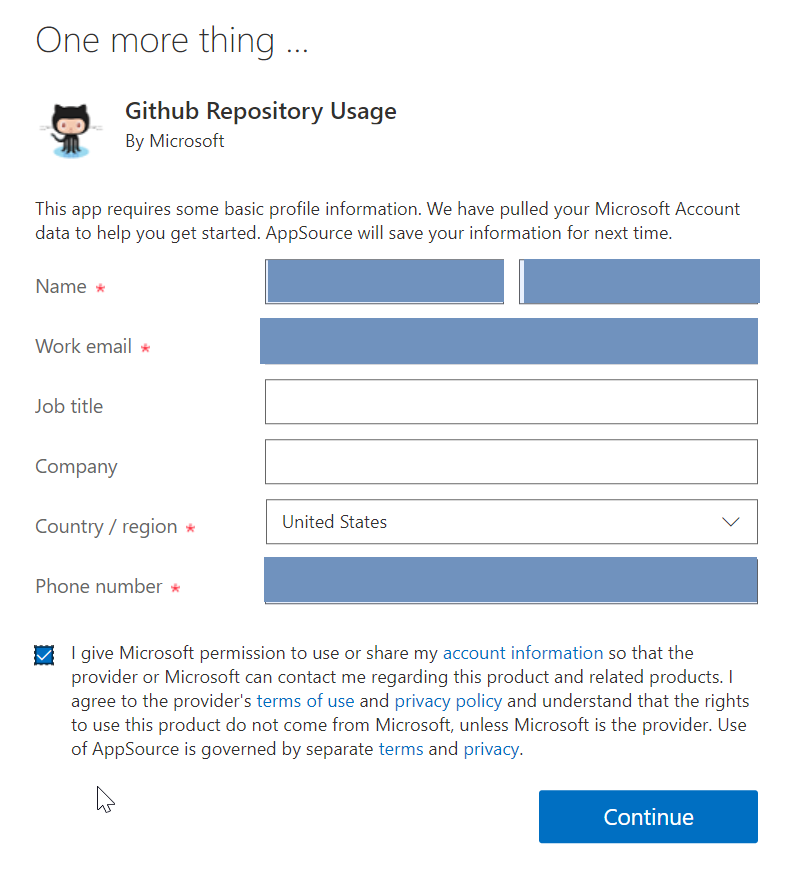 One more thing ...
Github Repository Usage
By Microsoft
This app requires some basic profile information. We have pulled your Microsoft Account
data to help you get started. AppSource will save your information for next time.
Name *
Work email *
Job title
Company
Country / region * United States
Phone number *
I give Microsoft permission to use or share my account information so that the
provider or Microsoft can contact me regarding this product and related products. I
agree to the provider's terms of use and privacy policy and understand that the rights
to use this product do not come from Microsoft, unless Microsoft is the provider. Use
of AppSource is governed by separate terms and privacy.
Continue